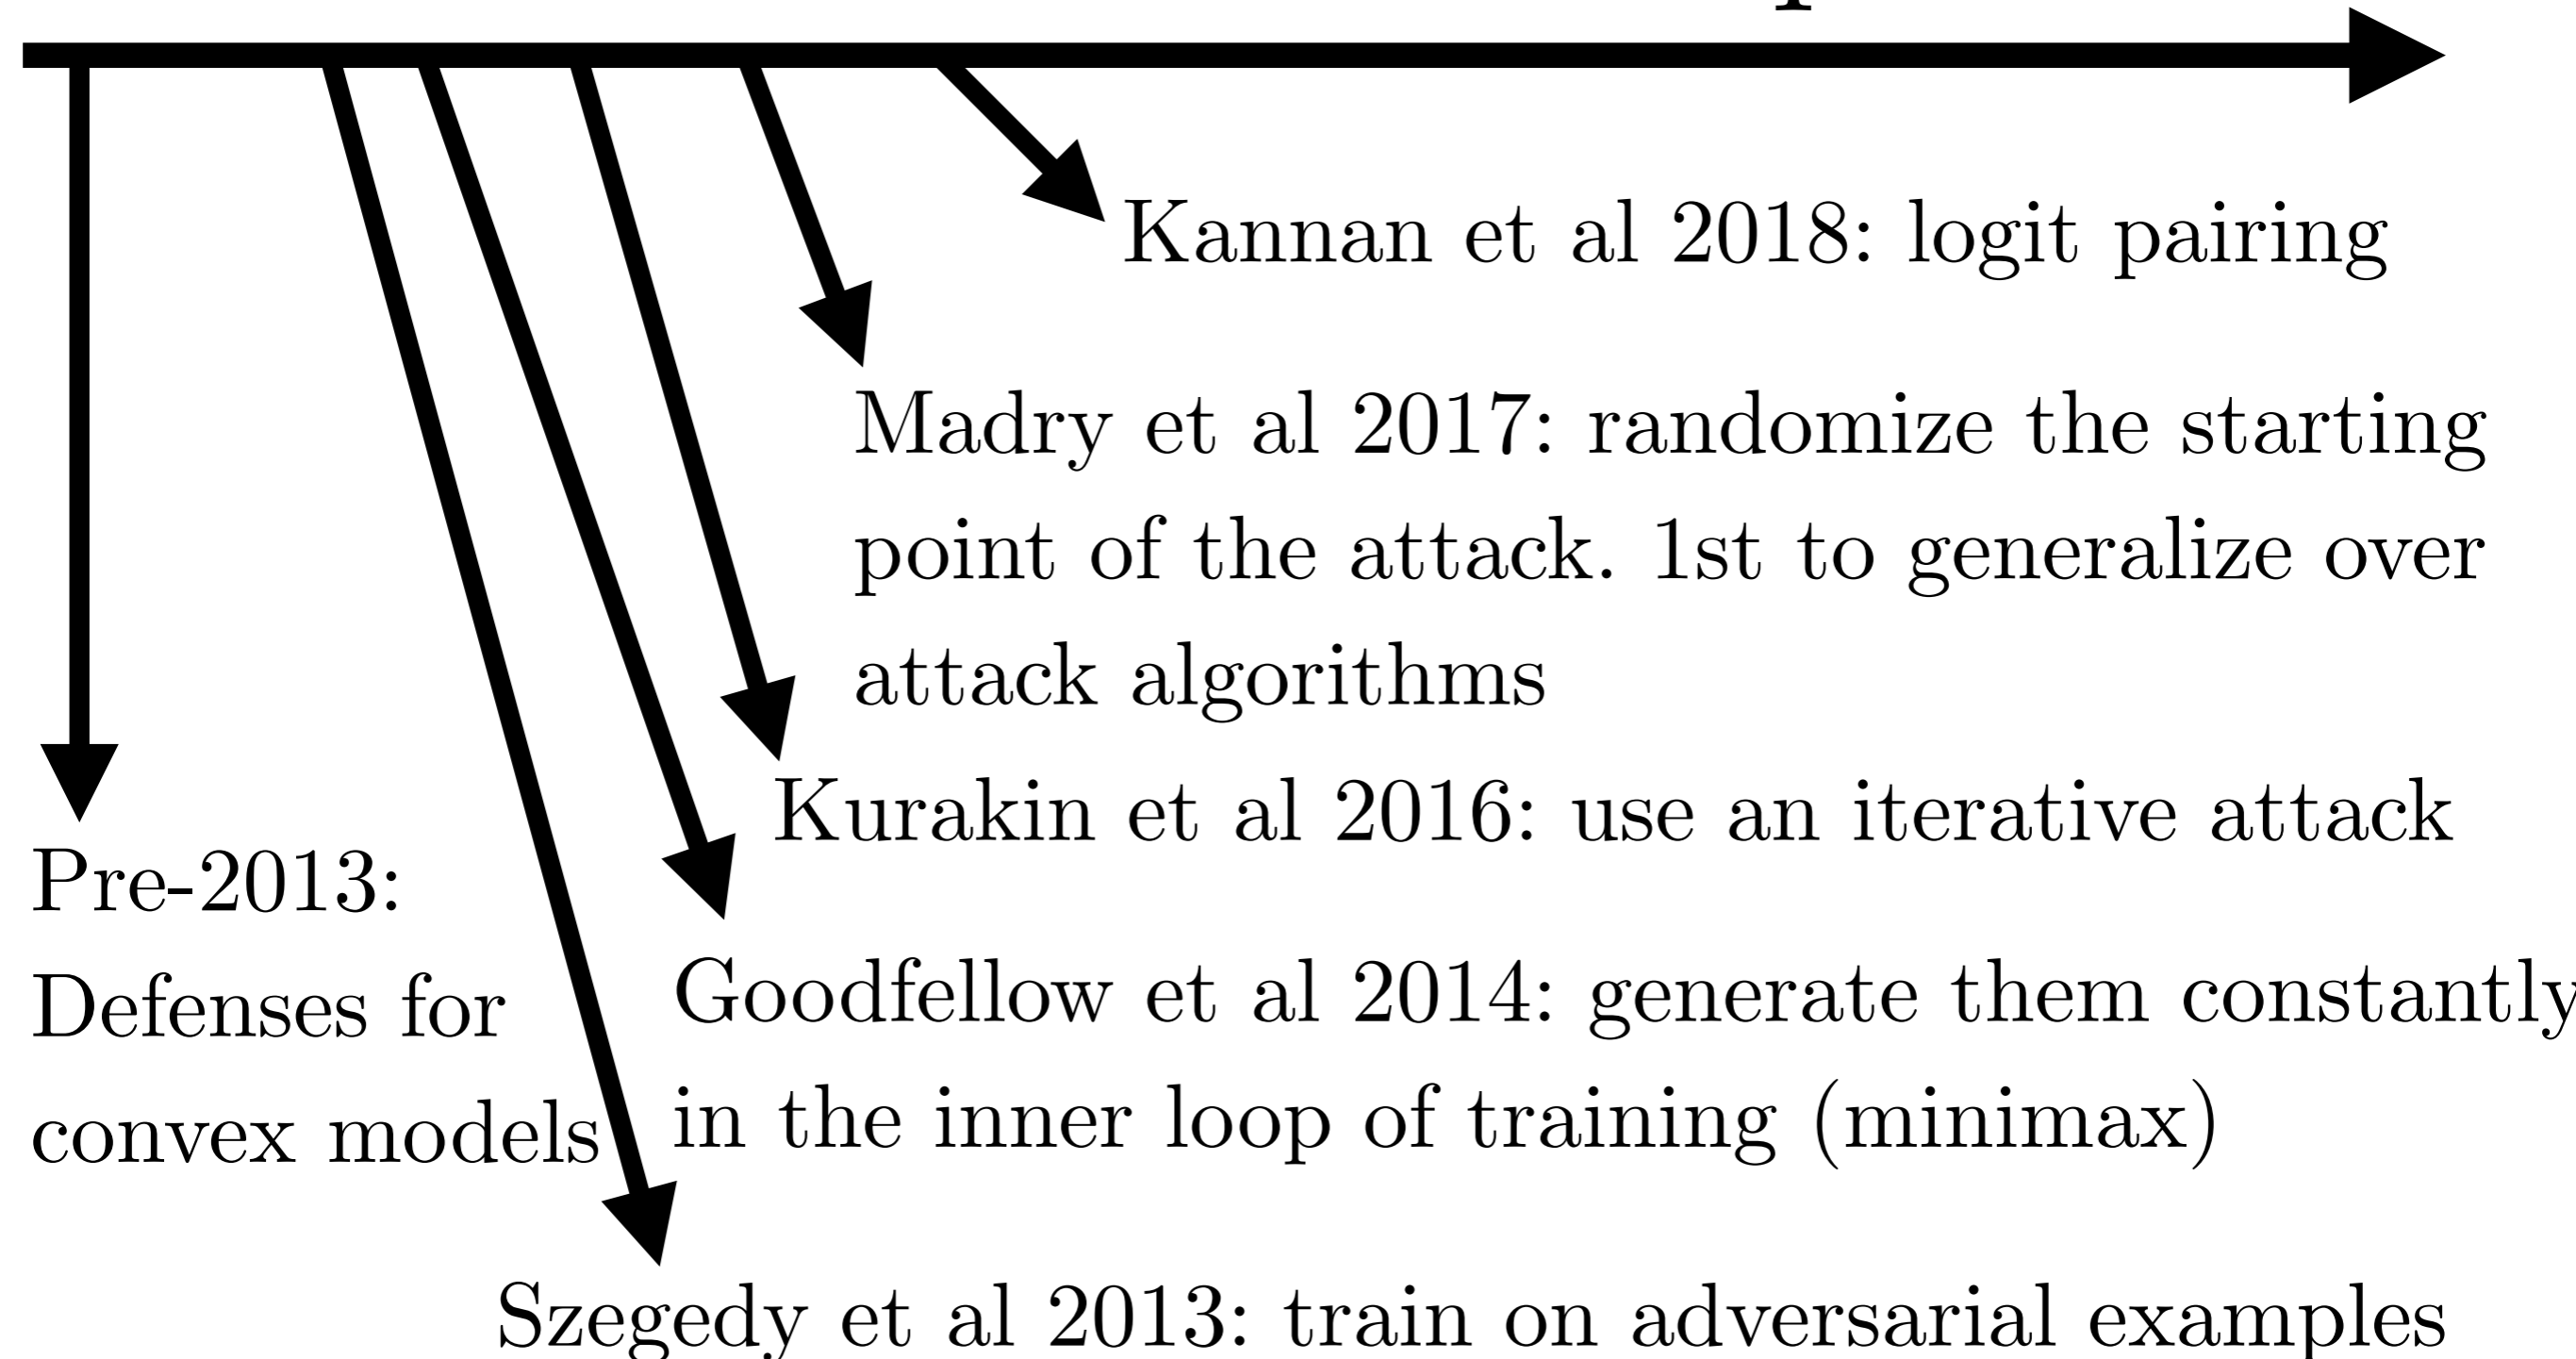 Kannan et al 2018: logit pairing
Madry et al 2017: randomize the starting
point of the attack. 1st to generalize over
attack algorithms
Kurakin et al 2016: use an iterative attack
Pre-2013:
Defenses for
convex models
Goodfellow et al 2014: generate them constantly
in the inner loop of training (minimax)
Szegedy et al 2013: train on adversarial examples